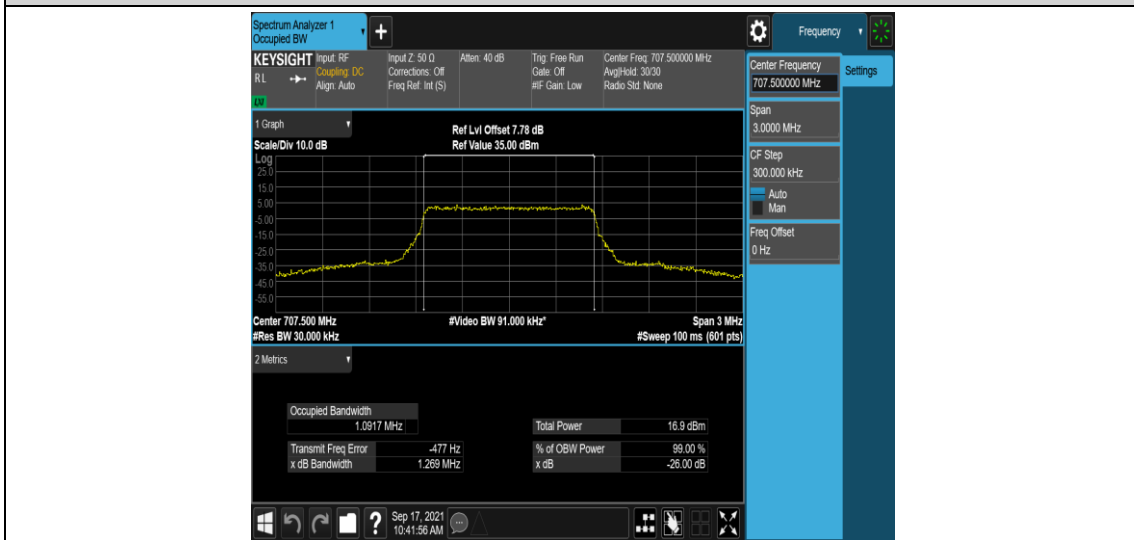 Spectrum Analyzer 1
Occupied BW
+
Frequency
KEYSIGHT
RL
LXI
Input: RF
Coupling: DC
Align: Auto
Input Z: 50 Ω
Corrections: Off
Freq Ref: Int (S)
Atten: 40 dB
Trig: Free Run
Gate: Off
#IF Gain: Low
Center Freq: 707.500000 MHz
Avg|Hold: 30/30
Radio Std: None
Center Frequency
707.500000 MHz
Settings
Span
3.0000 MHz
CF Step
300.000 kHz
Auto
Man
Freq Offset
0 Hz
1 Graph
Scale/Div 10.0 dB
Ref Lvl Offset 7.78 dB
Ref Value 35.00 dBm
Log
25.0
15.0
5.00
-5.00
-15.0
-25.0
-35.0
-45.0
-55.0
Center 707.500 MHz
#Video BW 91.000 kHz*
Span 3 MHz
#Res BW 30.000 kHz
#Sweep 100 ms (601 pts)
2 Metrics
Occupied Bandwidth
1.0917 MHz
Total Power 16.9 dBm
Transmit Freq Error -477 Hz
% of OBW Power 99.00 %
x dB Bandwidth 1.269 MHz
x dB -26.00 dB
?
Sep 17, 2021
10:41:56 AM